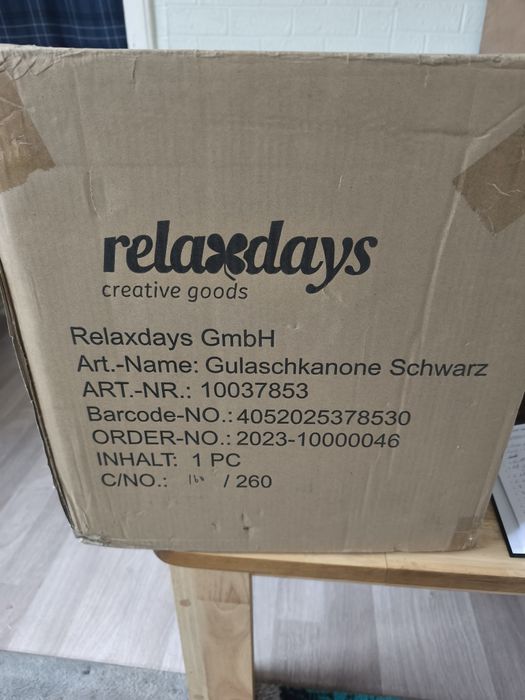 relaxdays
creative goods
Relaxdays GmbH
Art.-Name: Gulaschkanone Schwarz
ART.-NR.: 10037853
Barcode-NO.: 4052025378530
ORDER-NO.: 2023-10000046
INHALT: 1 PC
C/NO.: / 260